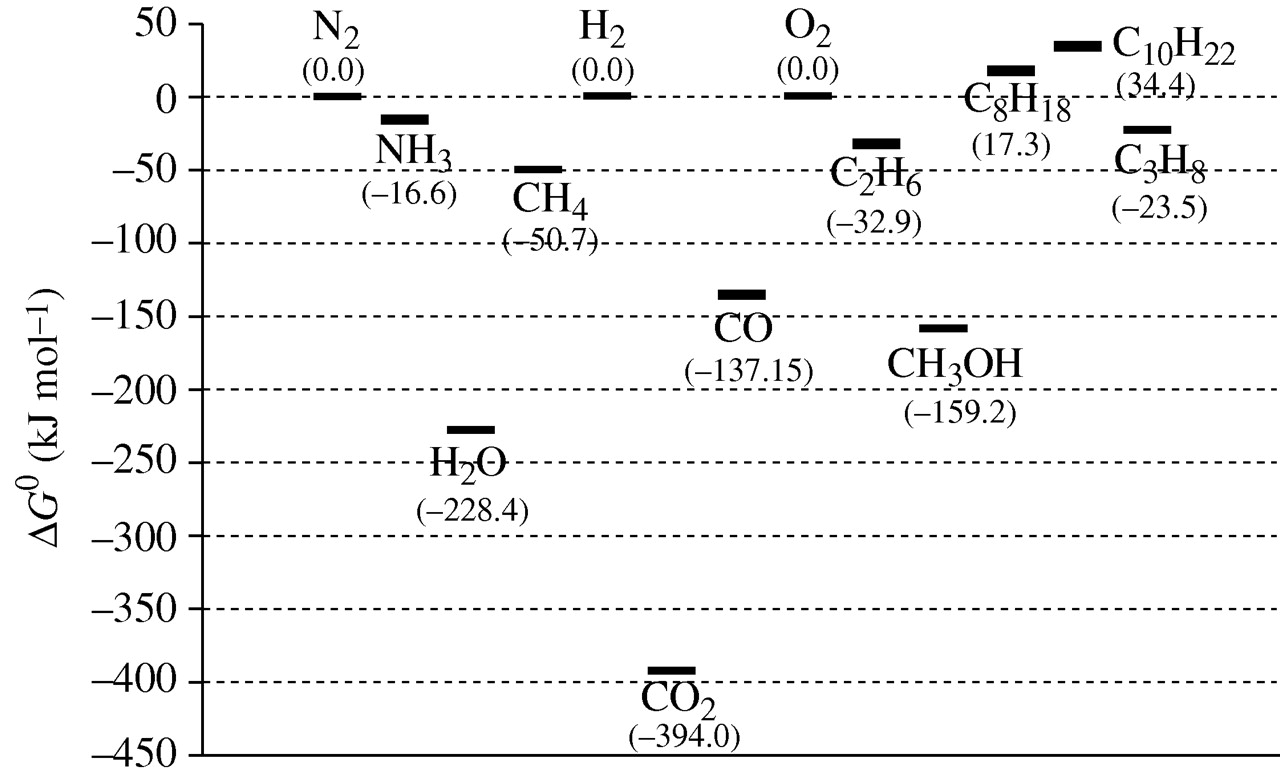 ΔG⁰ (kJ mol⁻¹)
50
0
–50
–100
–150
–200
–250
–300
–350
–400
–450
N₂
(0.0)
NH₃
(–16.6)
H₂O
(–228.4)
CH₄
(–50.7)
H₂
(0.0)
CO₂
(–394.0)
CO
(–137.15)
O₂
(0.0)
C₂H₆
(–32.9)
CH₃OH
(–159.2)
C₈H₁₈
(17.3)
C₁₀H₂₂
(34.4)
C₃H₈
(–23.5)